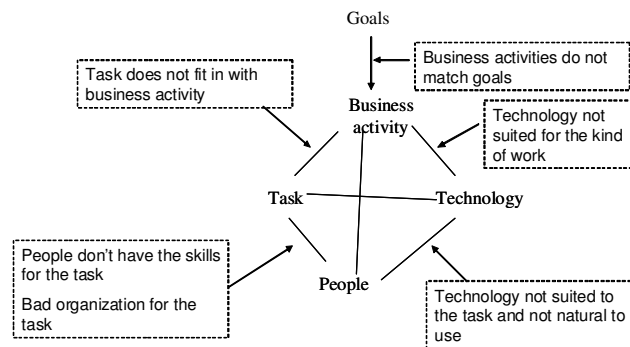 Goals
Business activities do not
match goals
Task does not fit in with
business activity
Business
activity
Technology not
suited for the kind
of work
Task
Technology
People don't have the skills
for the task
Bad organization for the
task
People
Technology not suited to
the task and not natural to
use